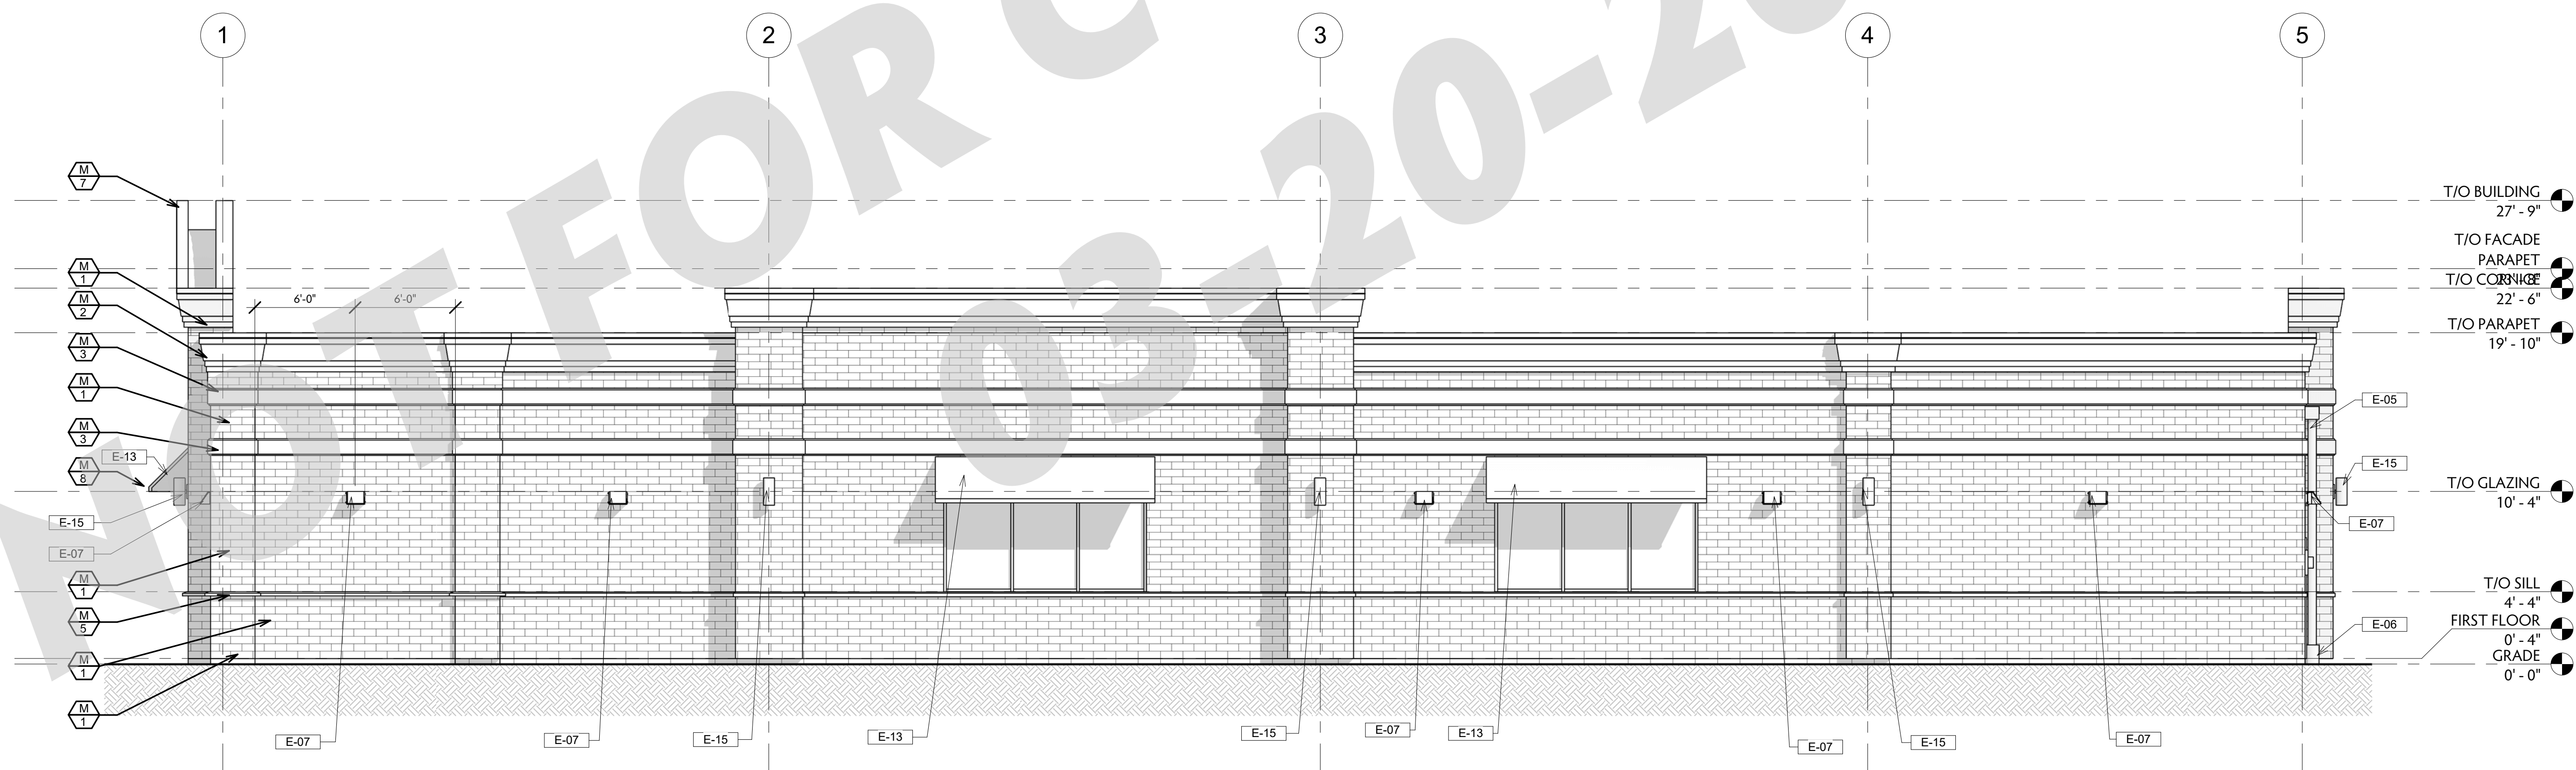 1
2
3
4
5
NOT FOR C
03-20-20
M
7
T/O BUILDING
27' - 9"
T/O FACADE
PARAPET
T/O CORNICE
22' - 6"
M
1
M
2
6'-0"
6'-0"
T/O PARAPET
19' - 10"
M
3
M
1
E-05
M
3
E-13
M
8
E-15
T/O GLAZING
10' - 4"
E-15
E-07
E-07
M
1
T/O SILL
4' - 4"
M
5
FIRST FLOOR
0' - 4"
E-06
M
1
GRADE
0' - 0"
M
1
E-07
E-07
E-15
E-13
E-15
E-07
E-13
E-07
E-15
E-07